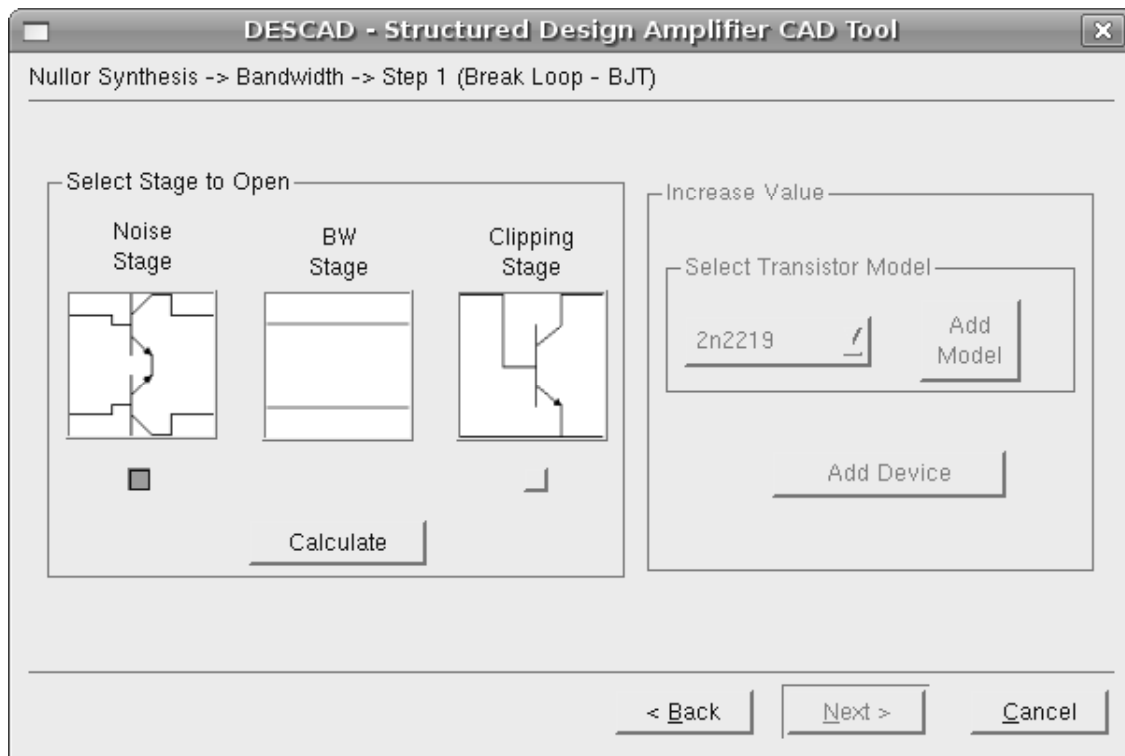 DESCAD - Structured Design Amplifier CAD Tool
Nullor Synthesis -> Bandwidth -> Step 1 (Break Loop - BJT)
Select Stage to Open
Noise
Stage
BW
Stage
Clipping
Stage
Calculate
Increase Value
Select Transistor Model
2n2219
Add
Model
Add Device
< Back
Next >
Cancel